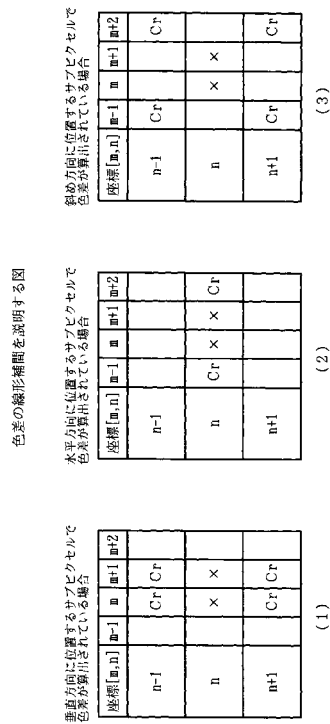 色差の線形補間を説明する図
垂直方向に位置するサブピクセルで
色差が算出されている場合
座標[m,n] m-1 m m+1 m+2
n-1 Cr Cr
n × ×
n+1 Cr Cr
(1)
水平方向に位置するサブピクセルで
色差が算出されている場合
座標[m,n] m-1 m m+1 m+2
n-1
n Cr × × Cr
n+1
(2)
斜め方向に位置するサブピクセルで
色差が算出されている場合
座標[m,n] m-1 m m+1 m+2
n-1 Cr Cr
n × ×
n+1 Cr Cr
(3)